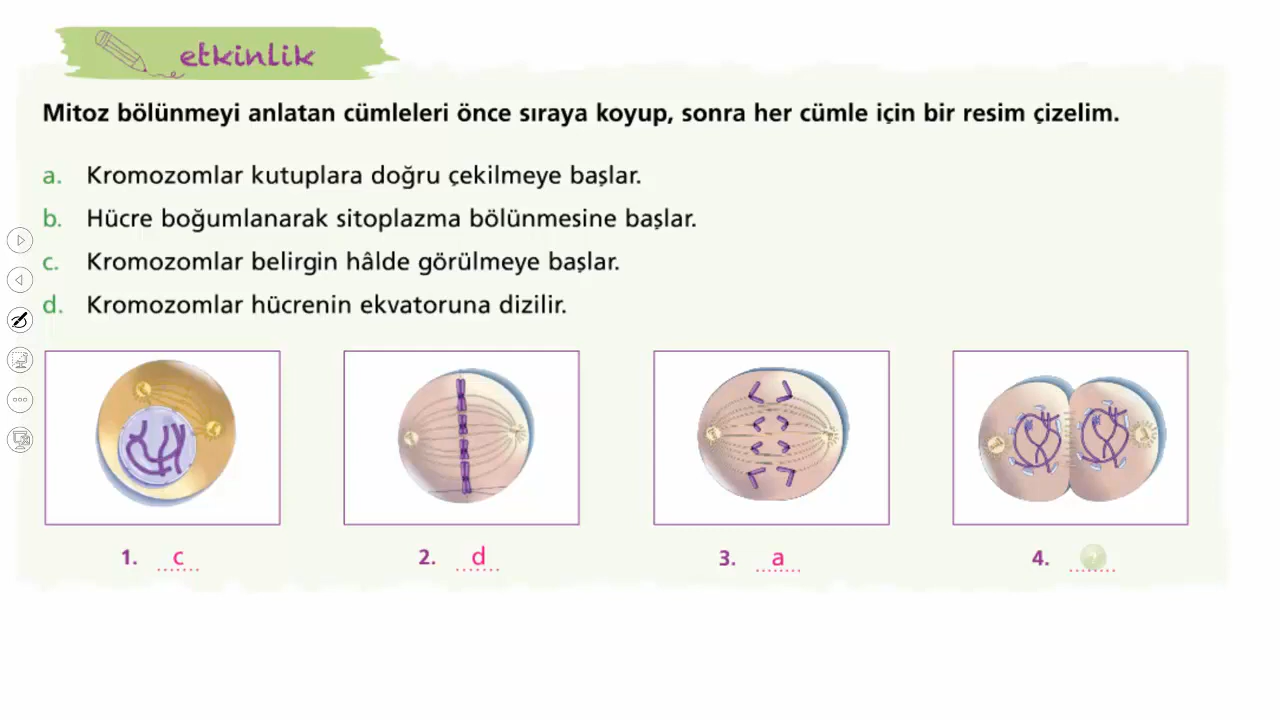 etkinlik
Mitoz bölünmeyi anlatan cümleleri önce sıraya koyup, sonra her cümle için bir resim çizelim.
a. Kromozomlar kutuplara doğru çekilmeye başlar.
b. Hücre boğumlanarak sitoplazma bölünmesine başlar.
c. Kromozomlar belirgin hâlde görülmeye başlar.
d. Kromozomlar hücrenin ekvatoruna dizilir.
1. c
2. d
3. a
4. ?